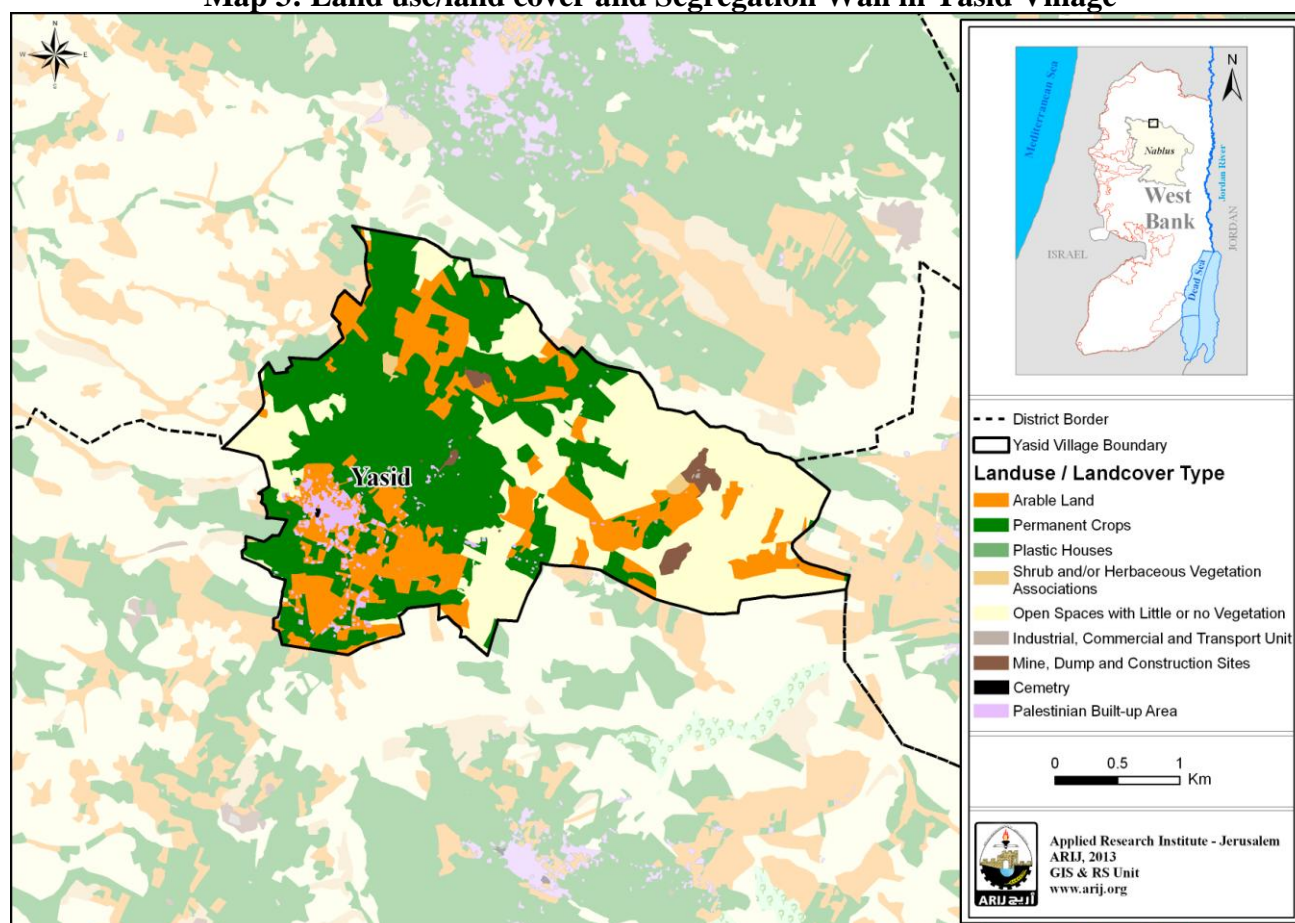 Map 3: Land use/land cover and Segregation Wall in Yasid Village
N
W
E
S
Yasid
N
Mediterranean Sea
Nablus
West
Bank
Jordan River
JORDAN
ISRAEL
Dead Sea
District Border
Yasid Village Boundary
Landuse / Landcover Type
Arable Land
Permanent Crops
Plastic Houses
Shrub and/or Herbaceous Vegetation
Associations
Open Spaces with Little or no Vegetation
Industrial, Commercial and Transport Unit
Mine, Dump and Construction Sites
Cemetry
Palestinian Built-up Area
0 0.5 1
Km
Applied Research Institute - Jerusalem
ARIJ, 2013
GIS & RS Unit
www.arij.org
ARIJ أريج